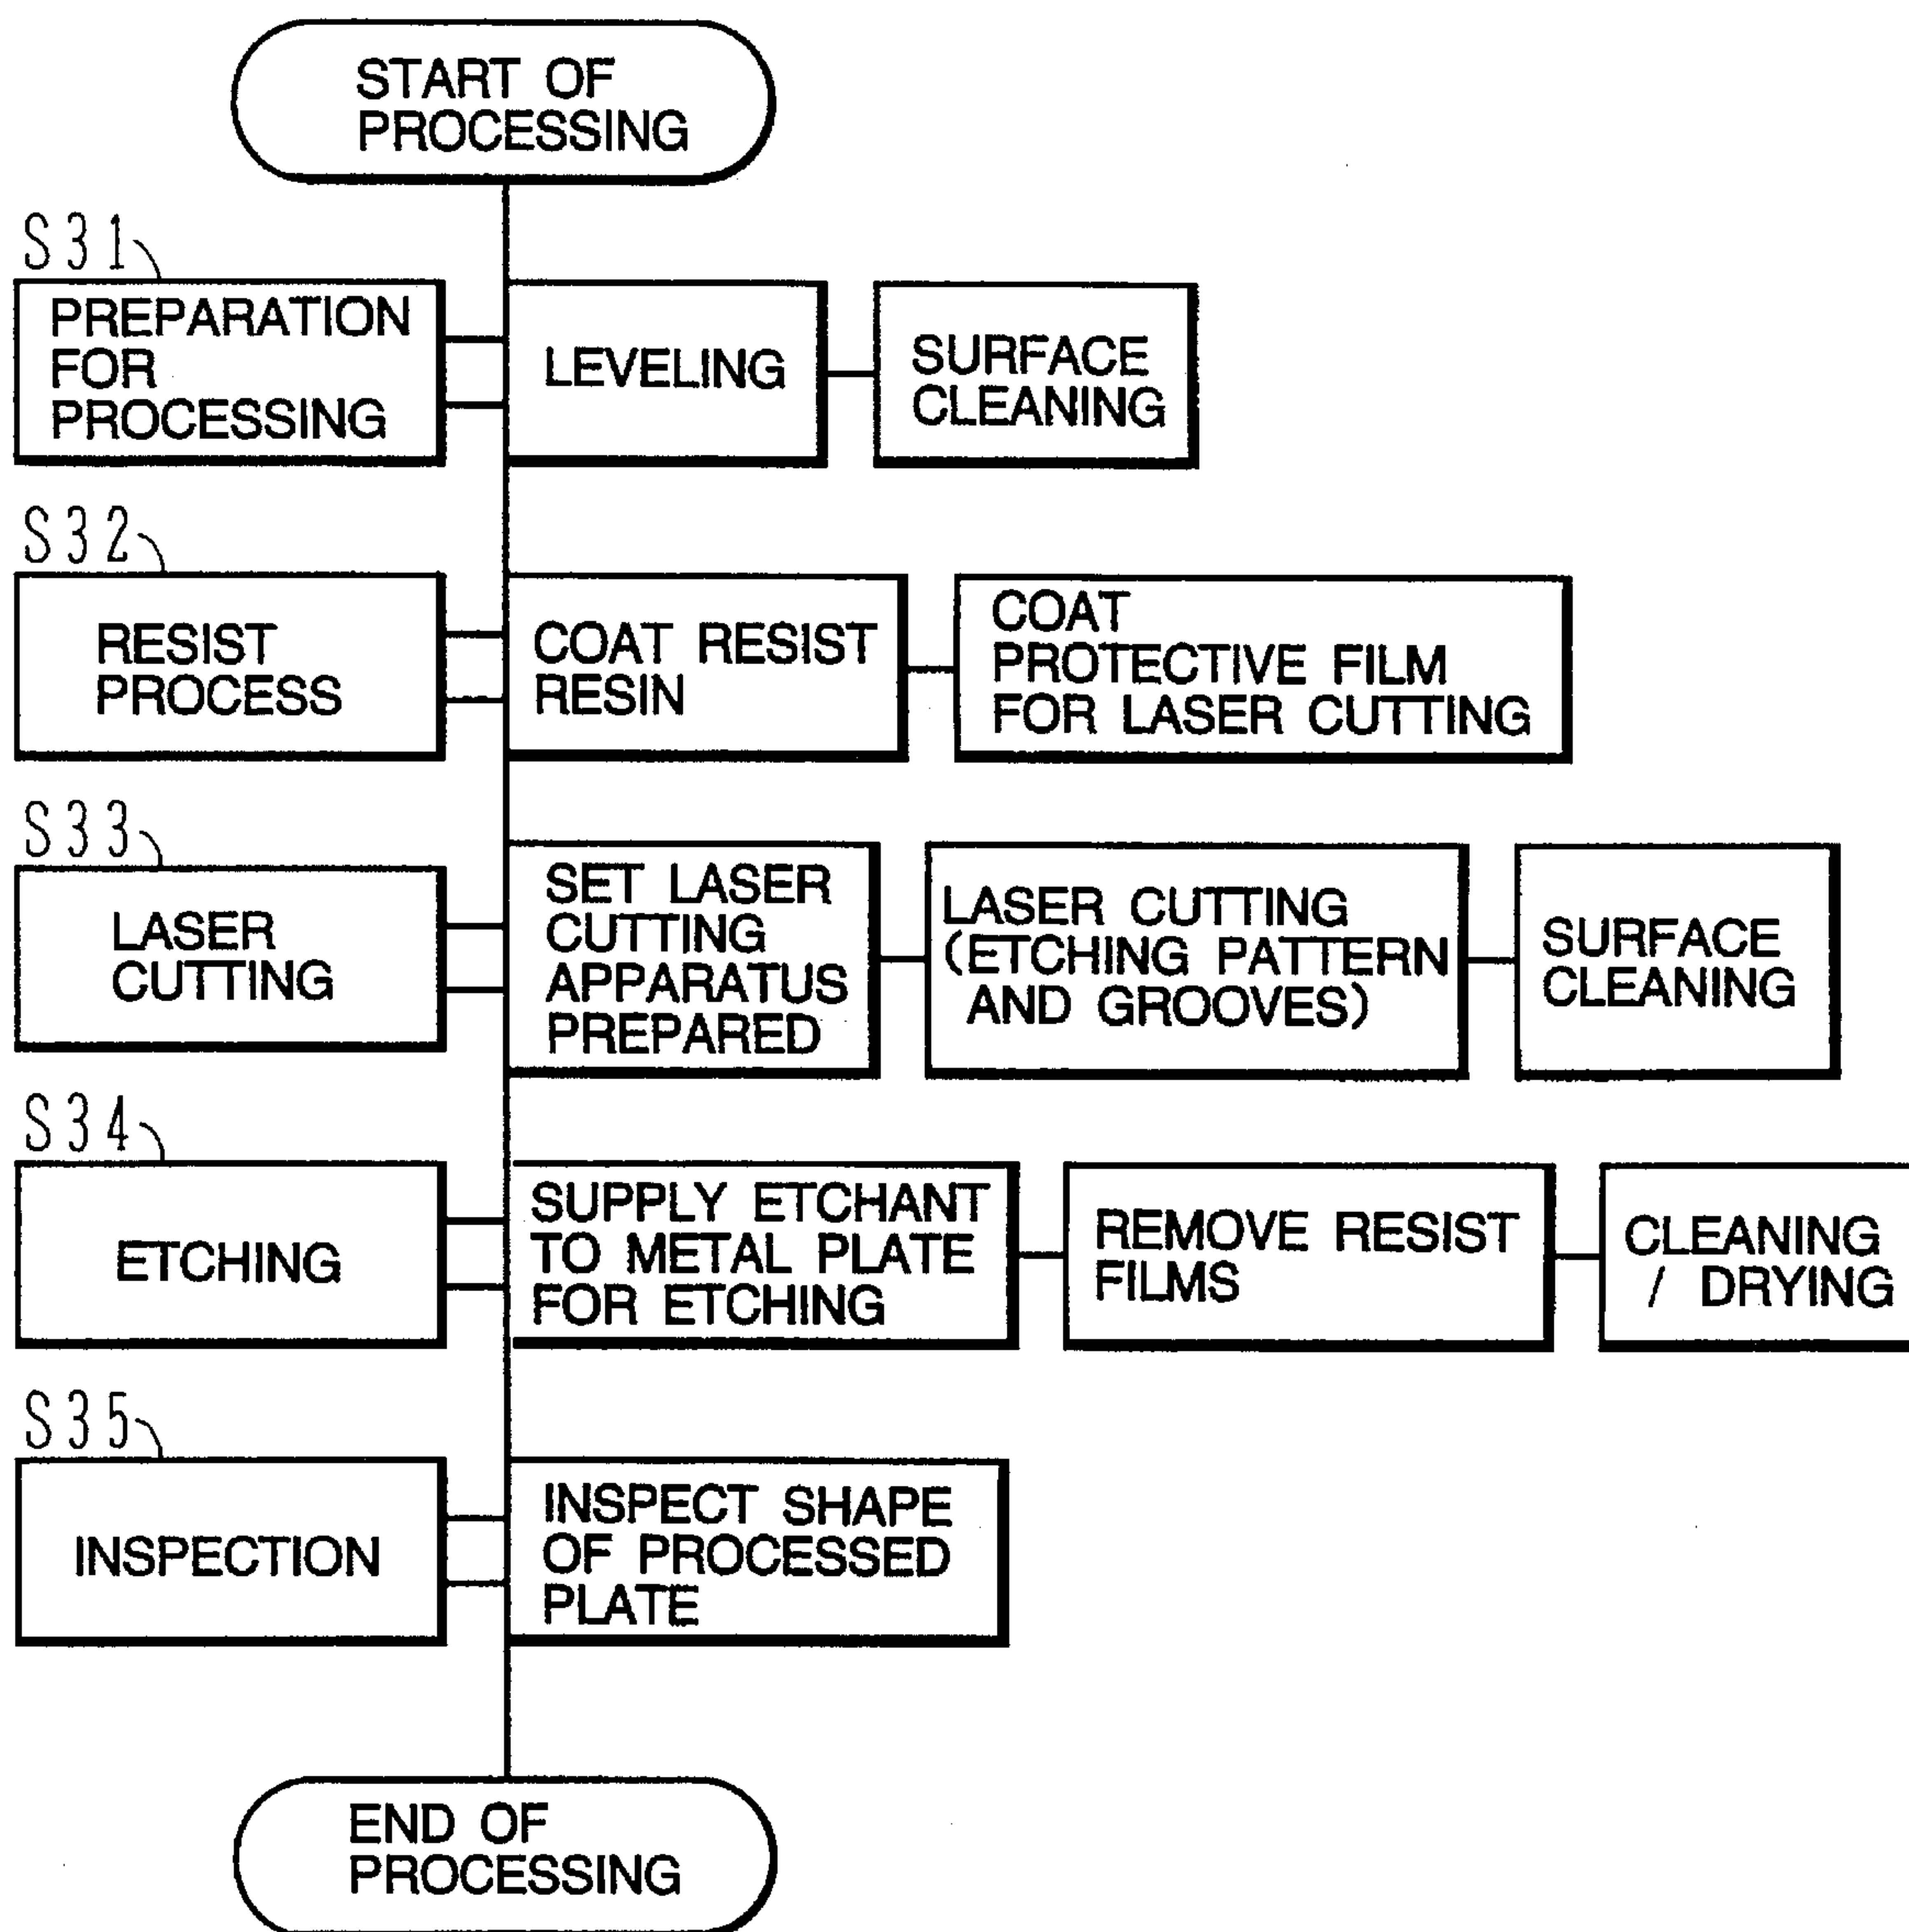 START OF
PROCESSING
S31
PREPARATION
FOR
PROCESSING
LEVELING
SURFACE
CLEANING
S32
RESIST
PROCESS
COAT RESIST
RESIN
COAT
PROTECTIVE FILM
FOR LASER CUTTING
S33
LASER
CUTTING
SET LASER
CUTTING
APPARATUS
PREPARED
LASER CUTTING
(ETCHING PATTERN
AND GROOVES)
SURFACE
CLEANING
S34
ETCHING
SUPPLY ETCHANT
TO METAL PLATE
FOR ETCHING
REMOVE RESIST
FILMS
CLEANING
/ DRYING
S35
INSPECTION
INSPECT SHAPE
OF PROCESSED
PLATE
END OF
PROCESSING